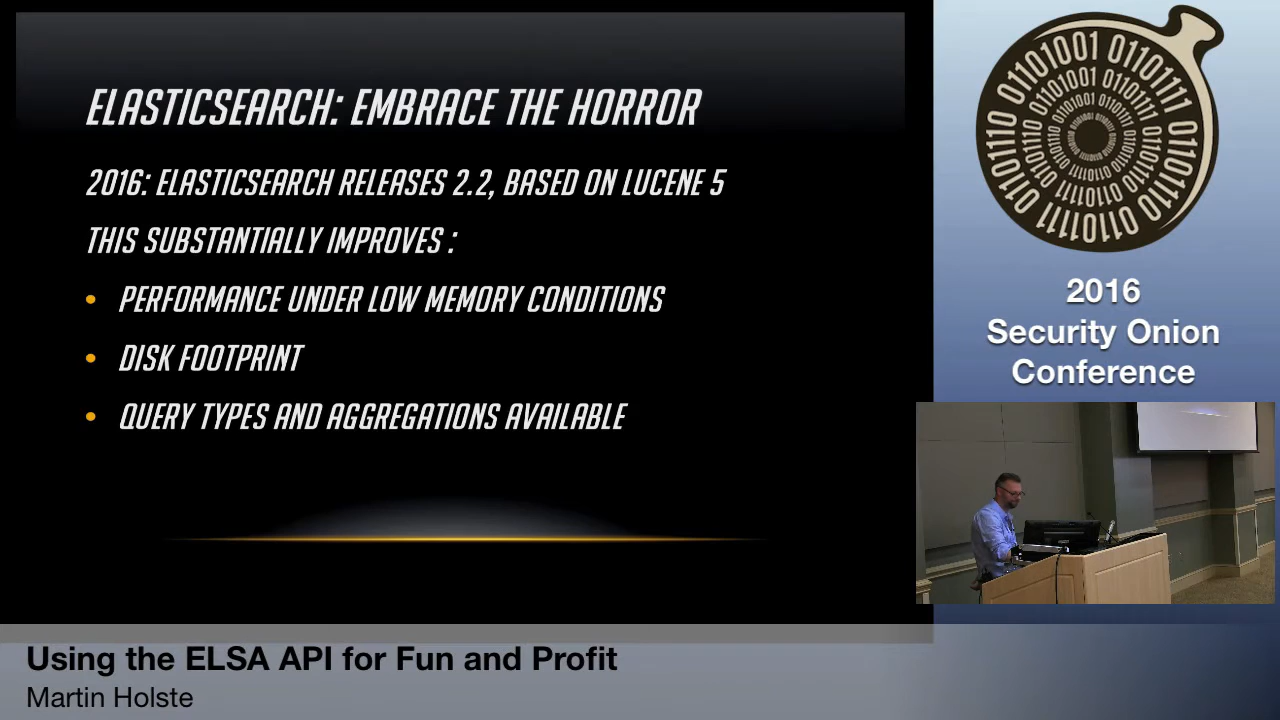 ELASTICSEARCH: EMBRACE THE HORROR
2016: ELASTICSEARCH RELEASES 2.2, BASED ON LUCENE 5
THIS SUBSTANTIALLY IMPROVES :
• PERFORMANCE UNDER LOW MEMORY CONDITIONS
• DISK FOOTPRINT
• QUERY TYPES AND AGGREGATIONS AVAILABLE
2016
Security Onion
Conference
Using the ELSA API for Fun and Profit
Martin Holste